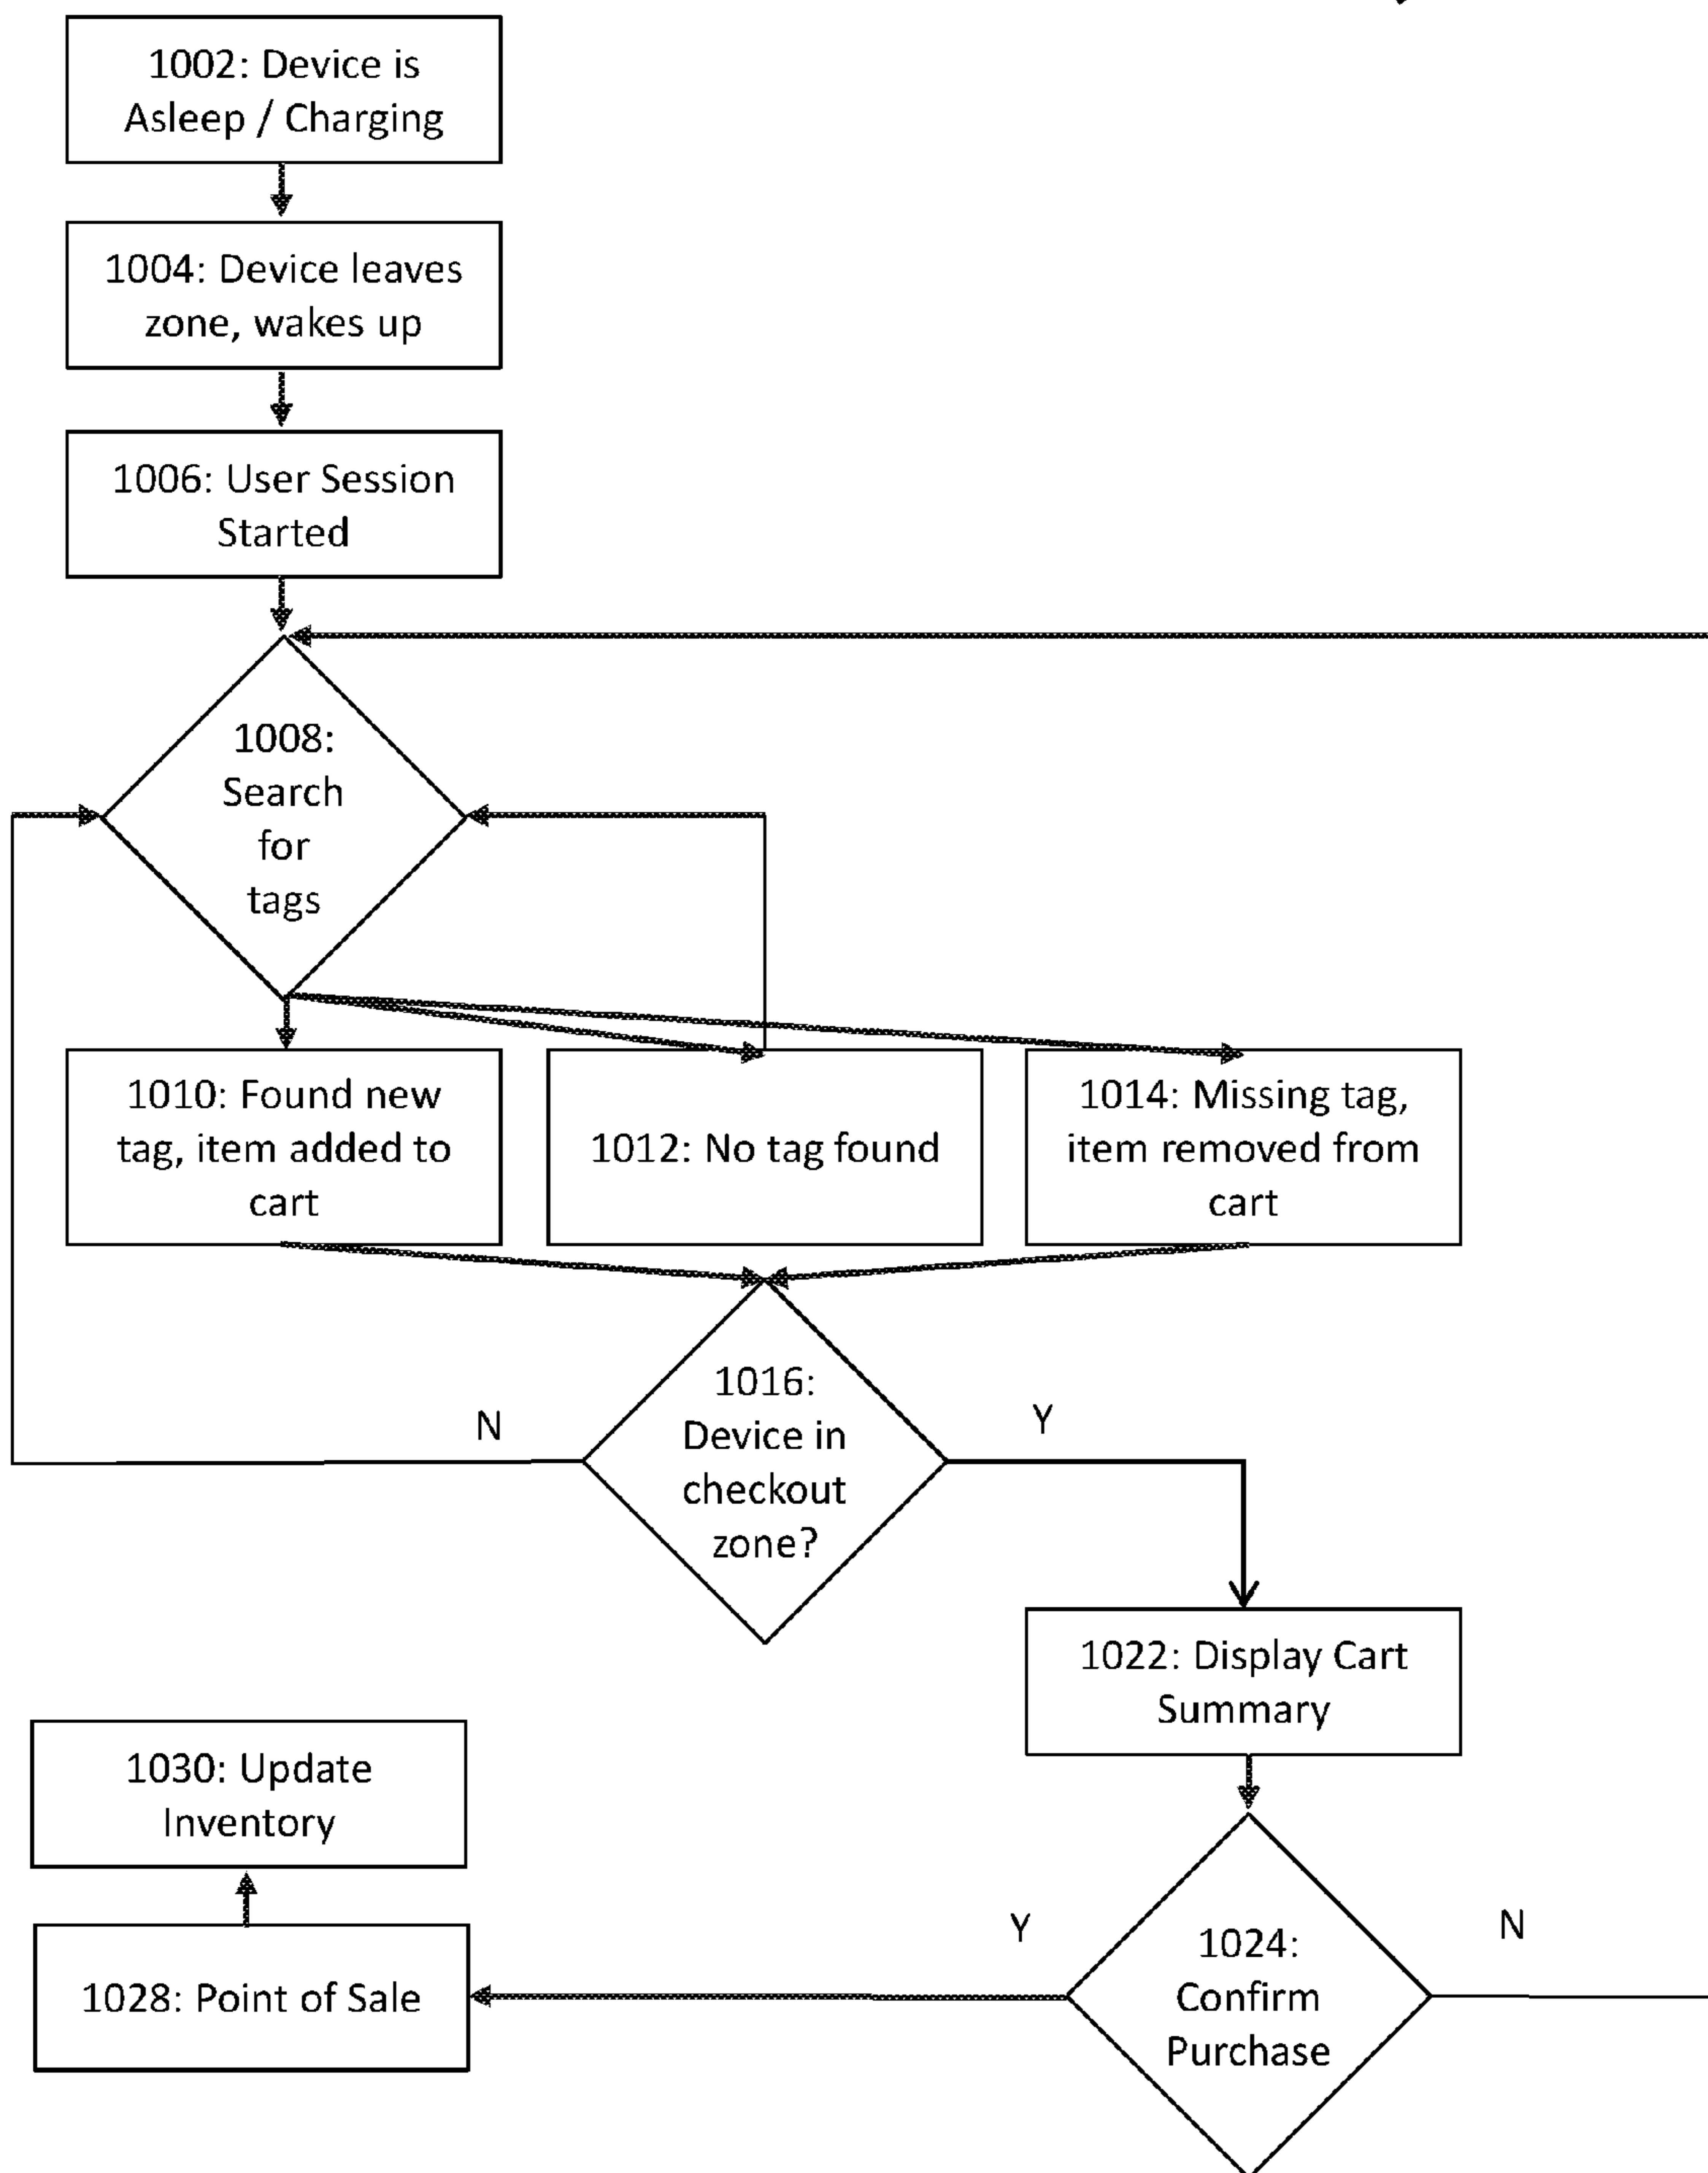 1002: Device is
Asleep / Charging
1004: Device leaves
zone, wakes up
1006: User Session
Started
1008:
Search
for
tags
1010: Found new
tag, item added to
cart
1012: No tag found
1014: Missing tag,
item removed from
cart
1016:
Device in
checkout
zone?
N
Y
1022: Display Cart
Summary
1030: Update
Inventory
1028: Point of Sale
Y
1024:
Confirm
Purchase
N